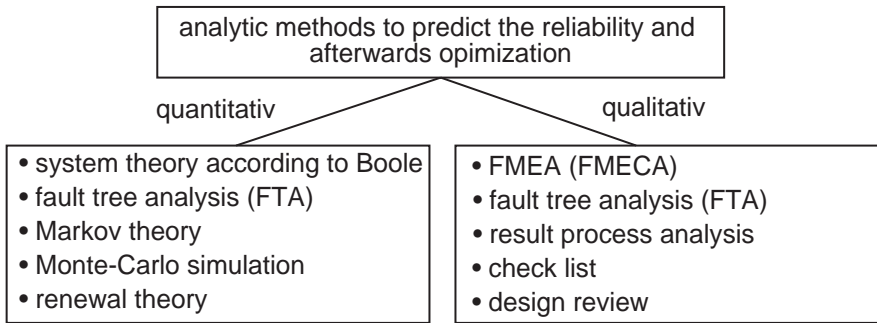 analytic methods to predict the reliability and
afterwards opimization
quantitativ
qualitativ
• system theory according to Boole
• fault tree analysis (FTA)
• Markov theory
• Monte-Carlo simulation
• renewal theory
• FMEA (FMECA)
• fault tree analysis (FTA)
• result process analysis
• check list
• design review